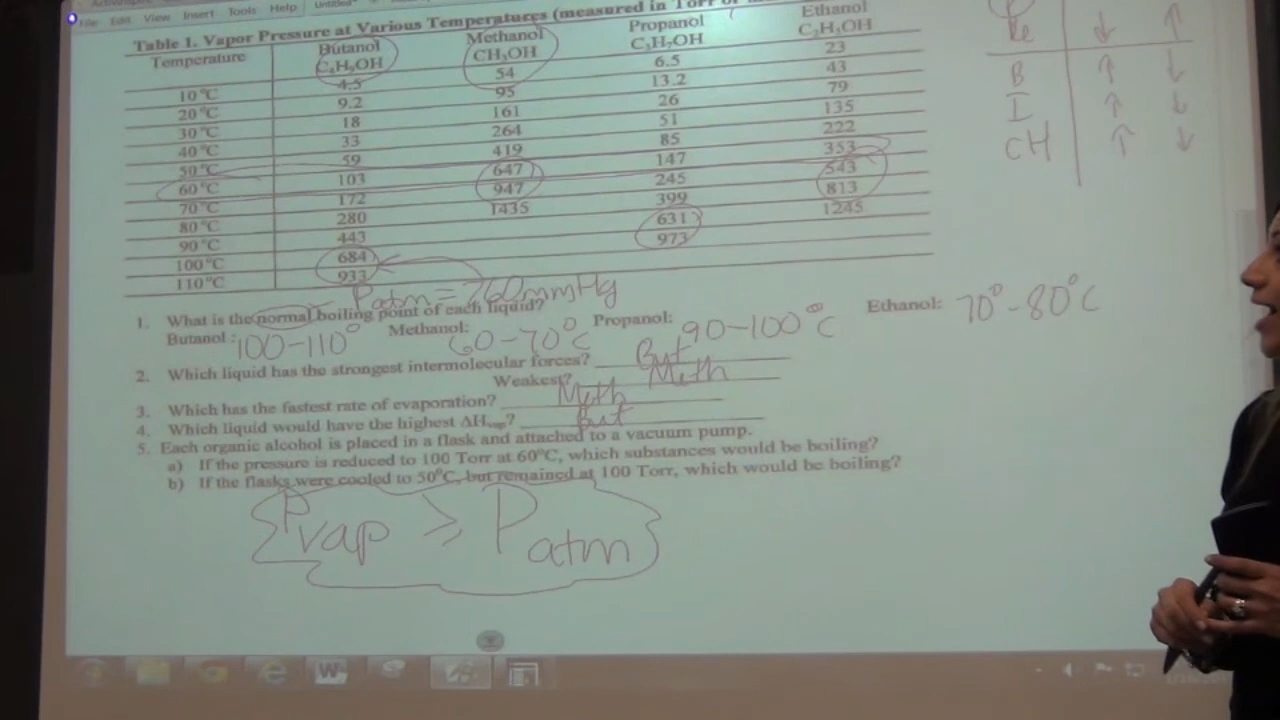 File Edit View Insert Tools Help
Table 1. Vapor Pressure at Various Temperatures (measured in Torr or
Temperature Butanol Methanol Propanol Ethanol
C₄H₉OH CH₃OH C₃H₇OH C₂H₅OH
10 °C 4.5 54 6.5 23
20 °C 9.2 95 13.2 43
30 °C 18 161 26 79
40 °C 33 264 51 135
50 °C 59 419 85 222
60 °C 103 647 147 353
70 °C 172 947 245 543
80 °C 280 1435 399 813
90 °C 443 631 1245
100 °C 684 973
110 °C 933
Patm = 760mmHg
1. What is the normal boiling point of each liquid?
Butanol : 100-110° Methanol: 60-70°C Propanol: 90-100°C Ethanol: 70°-80°C
2. Which liquid has the strongest intermolecular forces? But
Weakest? Meth
3. Which has the fastest rate of evaporation? Meth
4. Which liquid would have the highest ΔHvap? But
5. Each organic alcohol is placed in a flask and attached to a vacuum pump.
a) If the pressure is reduced to 100 Torr at 60°C, which substances would be boiling?
b) If the flasks were cooled to 50°C, but remained at 100 Torr, which would be boiling?
Pvap ≥ Patm
Re ↓ ↑
B ↑ ↓
I ↑ ↓
CH ↑ ↓
W